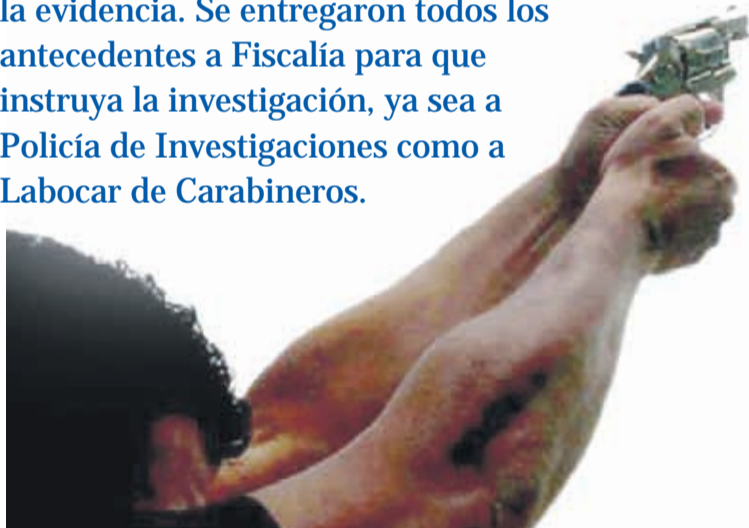 la evidencia. Se entregaron todos los
antecedentes a Fiscalía para que
instruya la investigación, ya sea a
Policía de Investigaciones como a
Labocar de Carabineros.